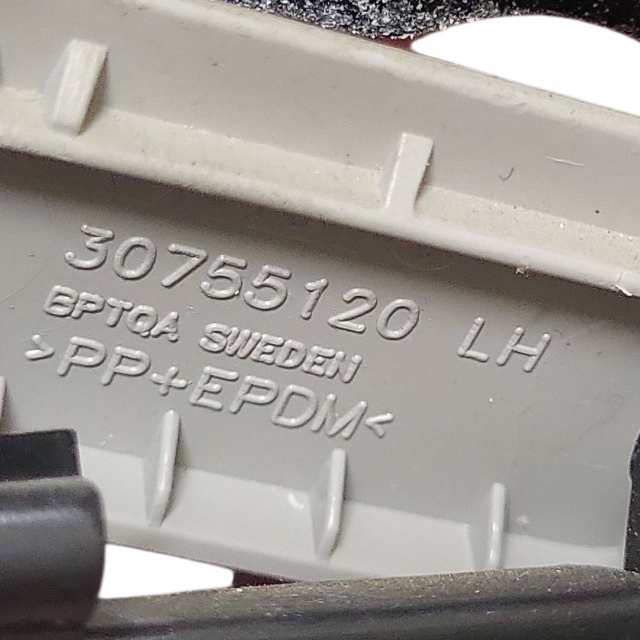 30755120 LH
BPTQA SWEDEN
>PP+EPDM<